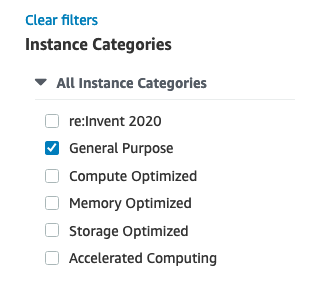 Clear filters
Instance Categories
All Instance Categories
re:Invent 2020
General Purpose
Compute Optimized
Memory Optimized
Storage Optimized
Accelerated Computing